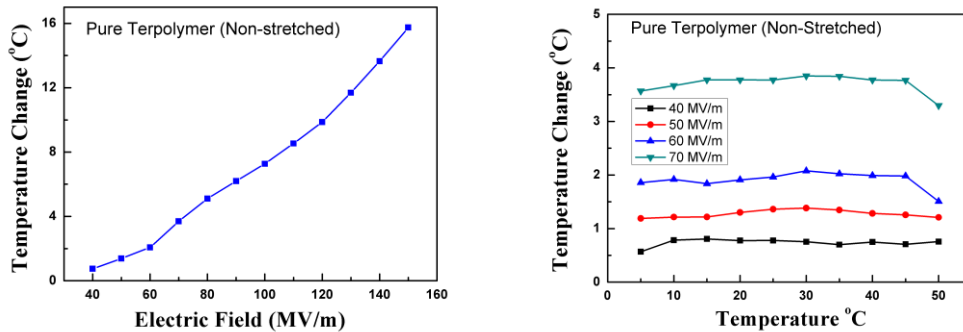 Pure Terpolymer (Non-stretched)
Temperature Change (°C)
16
12
8
4
0
40 60 80 100 120 140 160
Electric Field (MV/m)
Pure Terpolymer (Non-Stretched)
Temperature Change (°C)
5
4
3
2
1
0
40 MV/m
50 MV/m
60 MV/m
70 MV/m
0 10 20 30 40 50
Temperature °C